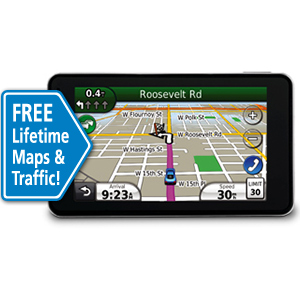 FREE
Lifetime
Maps &
Traffic!
0.4
Roosevelt Rd
W Flournoy St
W Polk-St
W Roosevelt Rd
W Hastings St
W 15th St
W 15th St
Arrival
9:23
Speed
30
LIMIT
30